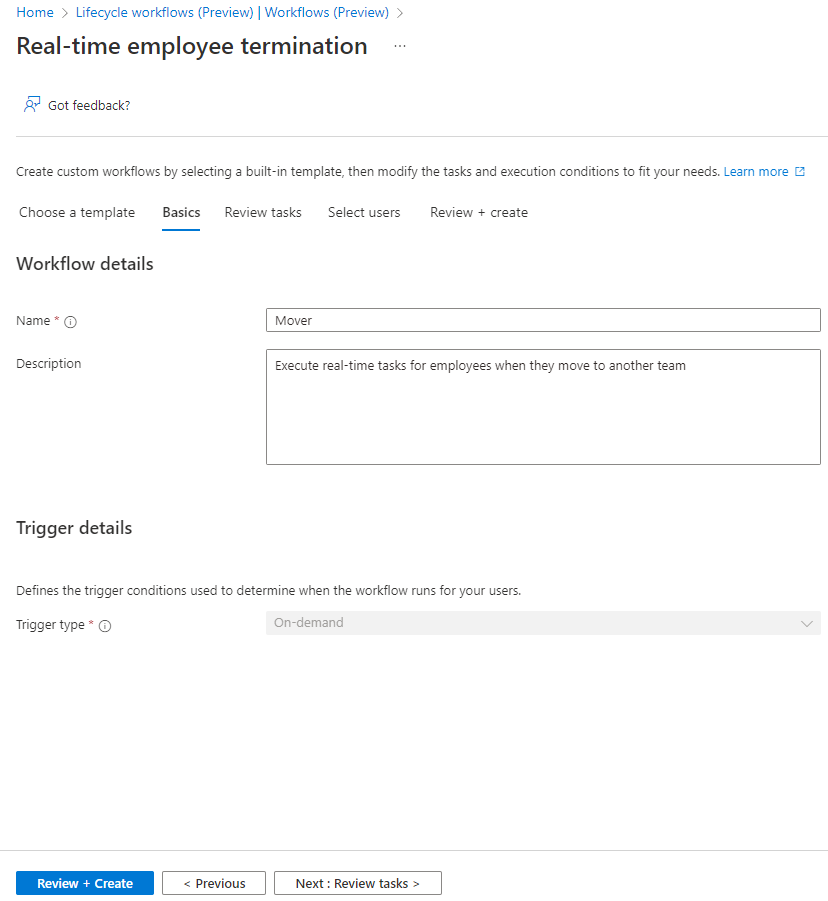 Home > Lifecycle workflows (Preview) | Workflows (Preview) >
Real-time employee termination ...
Got feedback?
Create custom workflows by selecting a built-in template, then modify the tasks and execution conditions to fit your needs. Learn more
Choose a template Basics Review tasks Select users Review + create
Workflow details
Name * Mover
Description Execute real-time tasks for employees when they move to another team
Trigger details
Defines the trigger conditions used to determine when the workflow runs for your users.
Trigger type * On-demand
Review + Create < Previous Next : Review tasks >